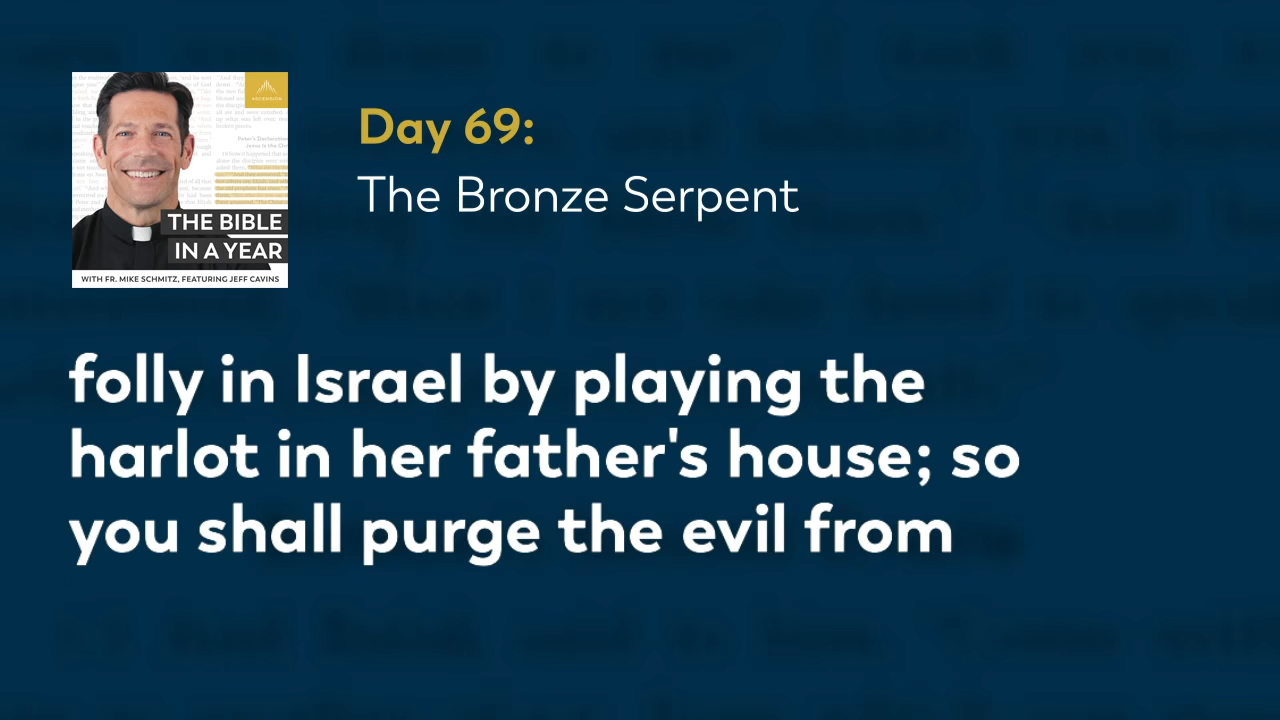 THE BIBLE
IN A YEAR
WITH FR. MIKE SCHMITZ, FEATURING JEFF CAVINS
Day 69:
The Bronze Serpent
folly in Israel by playing the
harlot in her father's house; so
you shall purge the evil from